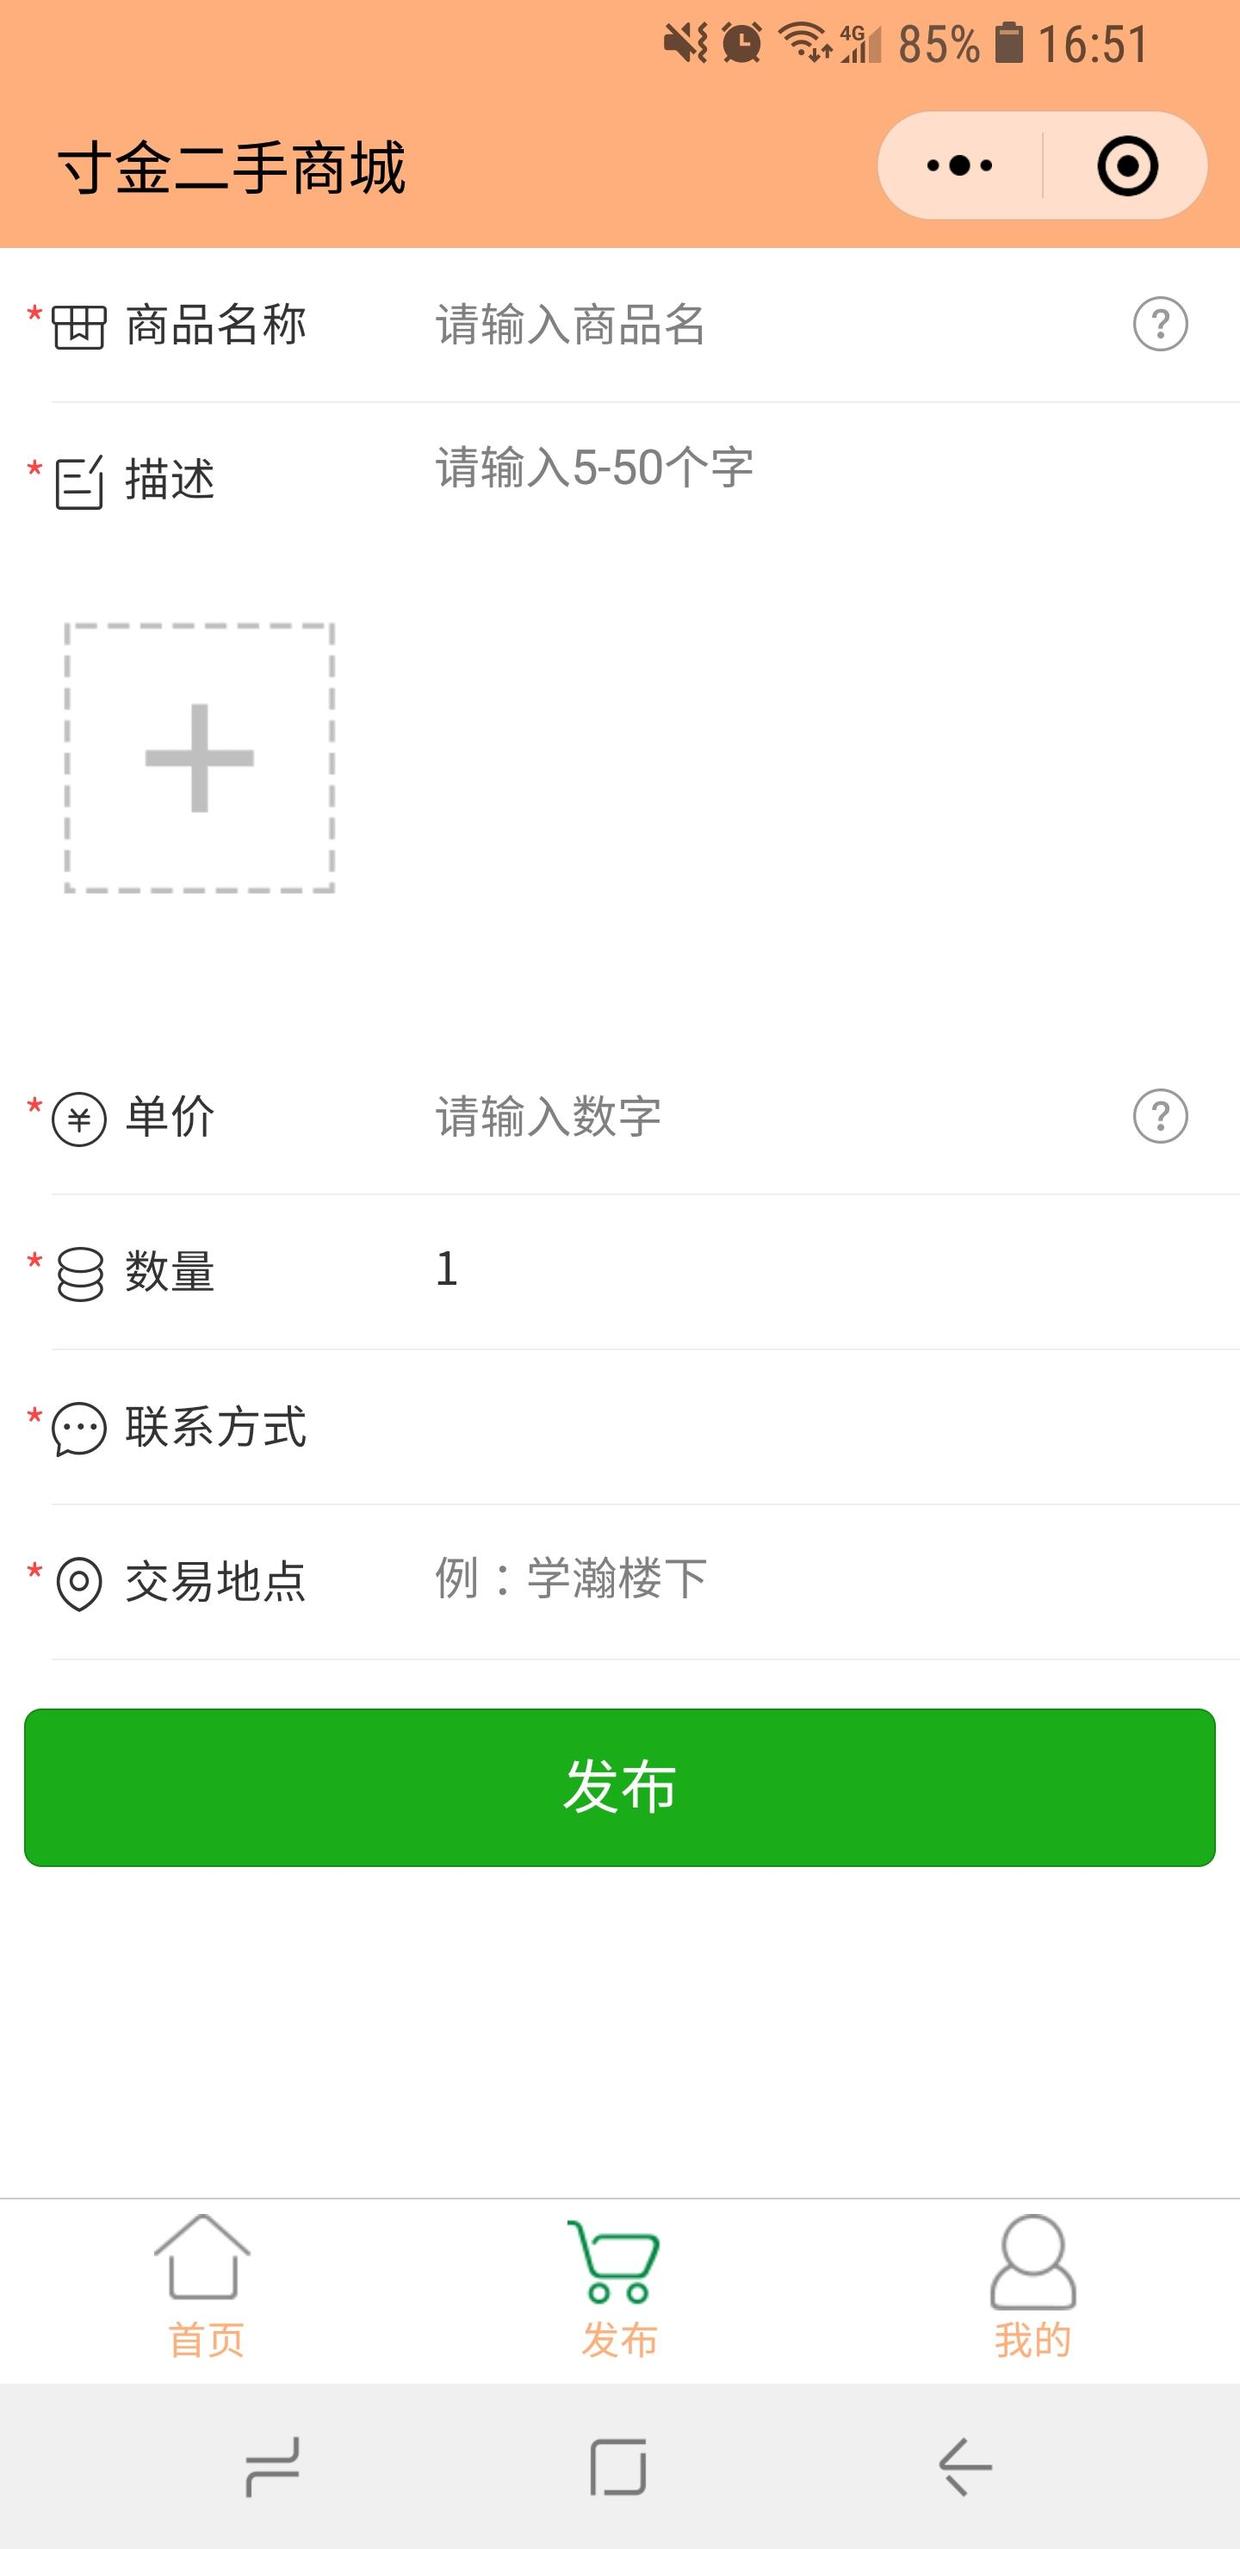 4G 85% 16:51
寸金二手商城
* 商品名称 请输入商品名 ?
* 描述 请输入5-50个字
* ¥ 单价 请输入数字 ?
* 数量 1
* 联系方式
* 交易地点 例：学瀚楼下
发布
首页 发布 我的